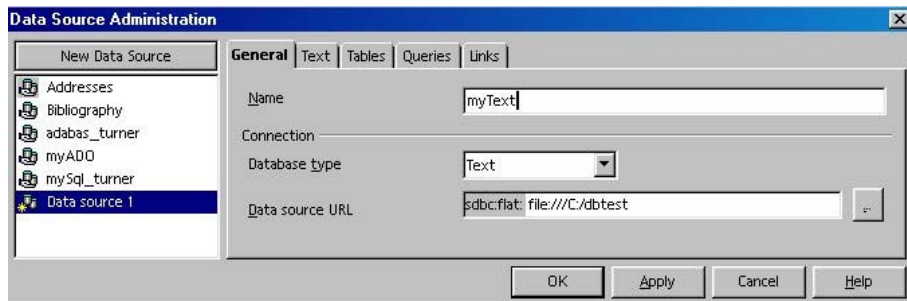 Data Source Administration
New Data Source
Addresses
Bibliography
adabas_turner
myADO
mySql_turner
Data source 1
General Text Tables Queries Links
Name myText
Connection
Database type Text
Data source URL sdbc:flat: file:///C:/dbtest ..
OK Apply Cancel Help